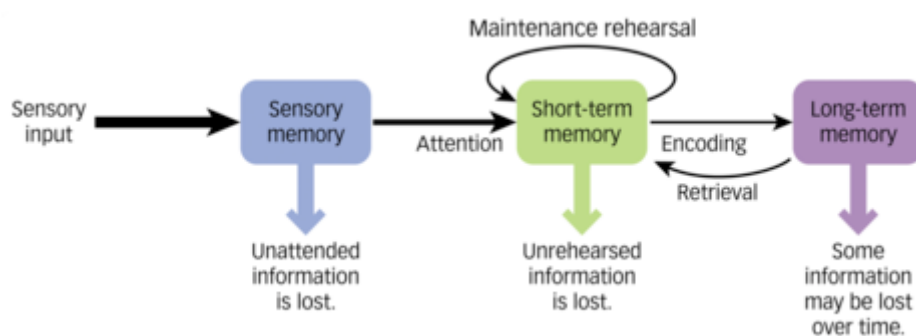 Maintenance rehearsal
Sensory
input
Sensory
memory
Attention
Short-term
memory
Encoding
Retrieval
Long-term
memory
Unattended
information
is lost.
Unrehearsed
information
is lost.
Some
information
may be lost
over time.